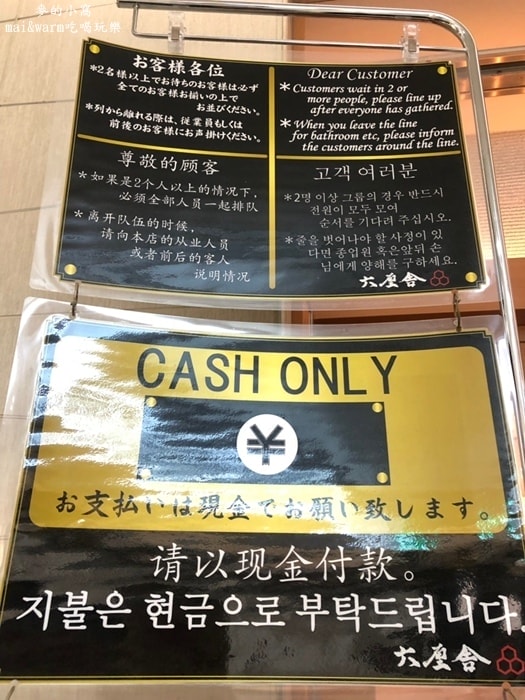 麥的小窩
mai&warm吃喝玩樂
お客様各位
*2名様以上でお待ちのお客様は必ず
全てのお客様お揃いの上で
お並びください。
*列から離れる際は、従業員もしくは
前後のお客様にお声掛けください。
Dear Customer
* Customers wait in 2 or
more people, please line up
after everyone has gathered.
* When you leave the line
for bathroom etc, please inform
the customers around the line.
尊敬的顾客
*如果是2个人以上的情况下，
必须全部人员一起排队
*离开队伍的时候，
请向本店的从业人员
或者前后的客人
说明情况
고객 여러분
*2명 이상 그룹의 경우 반드시
전원이 모두 모여
순서를 기다려 주십시오.
*줄을 벗어나야 할 사정이 있
다면 종업원 혹은앞뒤 손
님에게 양해를 구하세요.
六厘舎
CASH ONLY
¥
お支払いは現金でお願い致します。
请以现金付款。
지불은 현금으로 부탁드립니다.
六厘舎